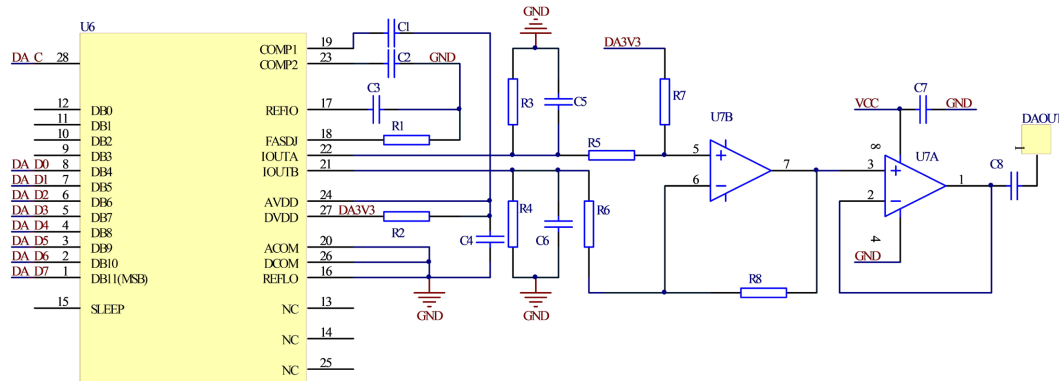 U6
DA C 28
12 DB0
11 DB1
10 DB2
9 DB3
DA D0 8 DB4
DA D1 7 DB5
DA D2 6 DB6
DA D3 5 DB7
DA D4 4 DB8
DA D5 3 DB9
DA D6 2 DB10
DA D7 1 DB11(MSB)
15 SLEEP
COMP1 19
COMP2 23
REFIO 17
FASDJ 18
IOUTA 22
IOUTB 21
AVDD 24
DVDD 27 DA3V3
ACOM 20
DCOM 26
REFLO 16
NC 13
NC 14
NC 25
C1
C2 GND
C3
R1
R2
C4
GND
GND
R3
C5
R4
C6
GND
R5
R6
DA3V3
R7
U7B
5
6
7
R8
VCC
C7
GND
8
U7A
3
2
1
4
GND
C8
DAOUT
1